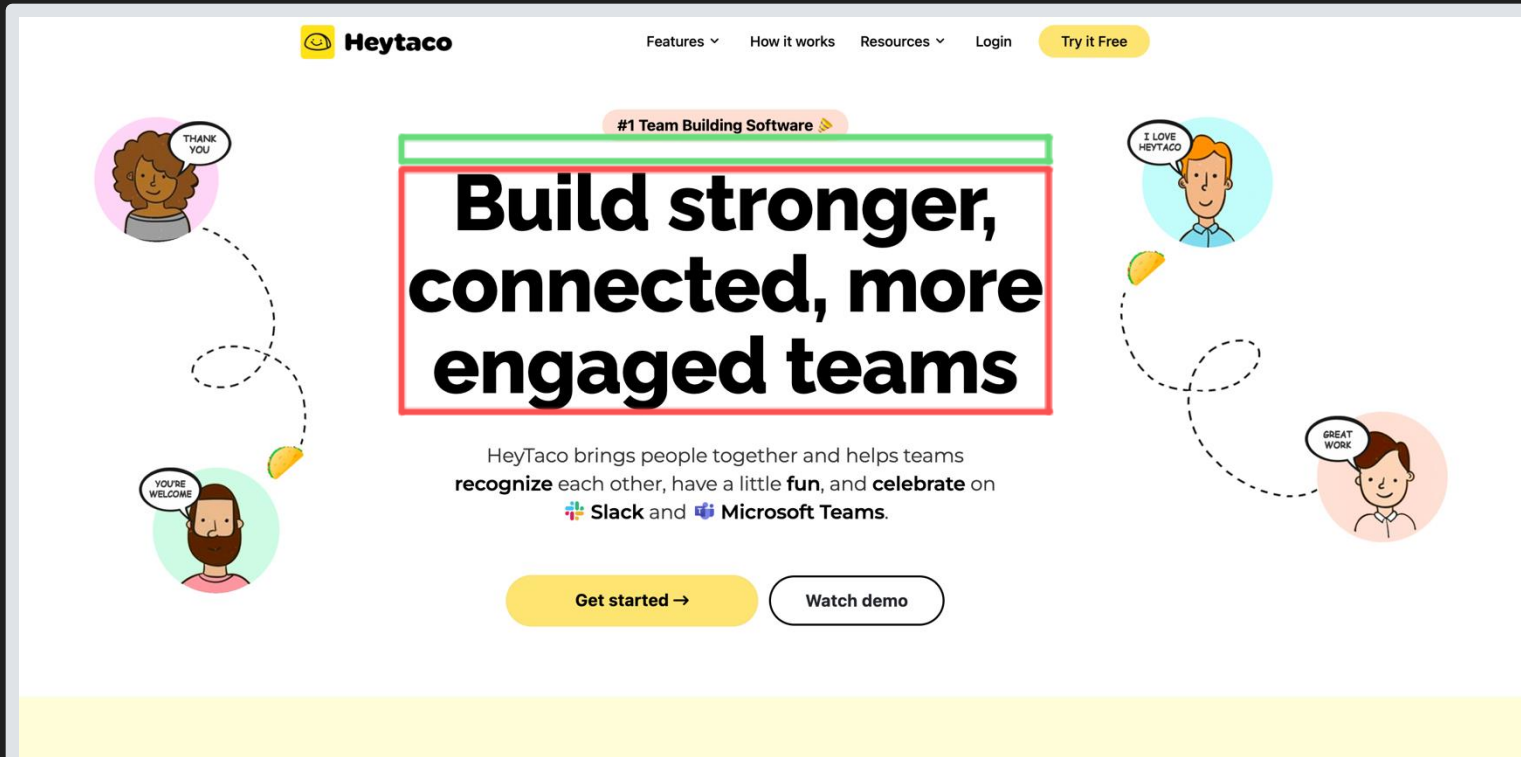 Heytaco
Features How it works Resources Login Try it Free
#1 Team Building Software
THANK
YOU
I LOVE
HEYTACO
Build stronger,
connected, more
engaged teams
HeyTaco brings people together and helps teams
recognize each other, have a little fun, and celebrate on
Slack and Microsoft Teams.
YOU'RE
WELCOME
GREAT
WORK
Get started →
Watch demo